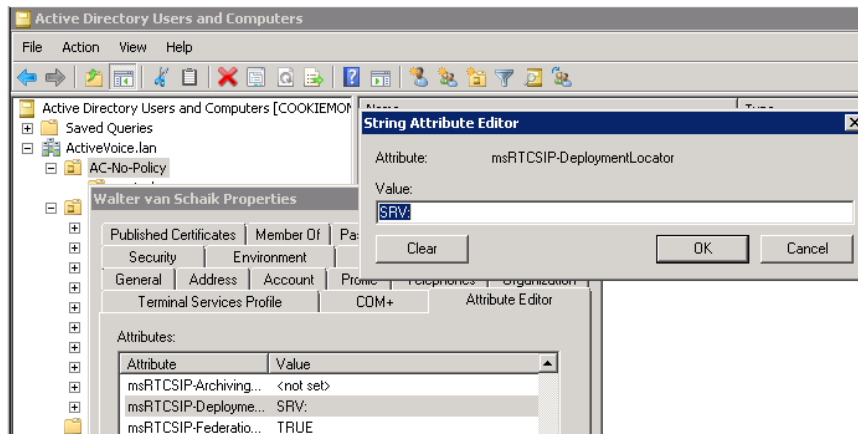 Active Directory Users and Computers
File Action View Help
Active Directory Users and Computers [COOKIEMON
Saved Queries
ActiveVoice.lan
AC-No-Policy
String Attribute Editor
Attribute: msRTCSIP-DeploymentLocator
Value:
SRV:
Clear OK Cancel
Walter van Schaik Properties
Published Certificates Member Of Pa
Security Environment
General Address Account
Terminal Services Profile COM+ Attribute Editor
Attributes:
Attribute Value
msRTCSIP-Archiving... <not set>
msRTCSIP-Deployme... SRV:
msRTCSIP-Federatio... TRUE